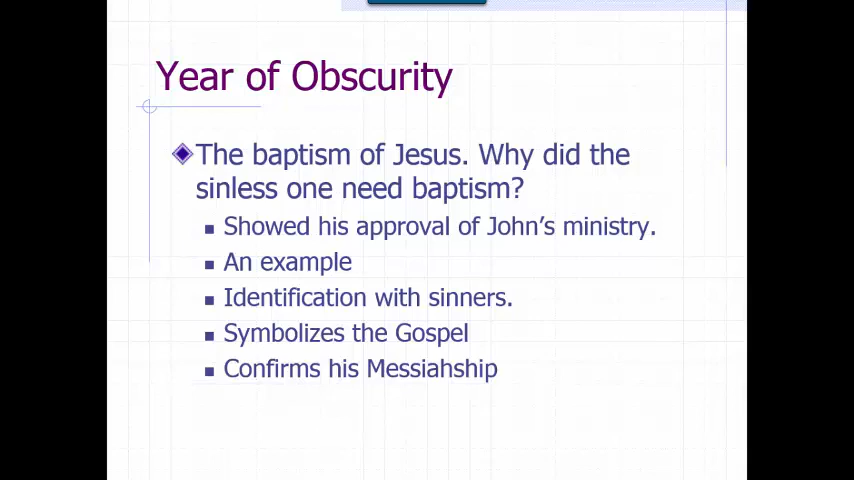 Year of Obscurity
The baptism of Jesus. Why did the
sinless one need baptism?
Showed his approval of John's ministry.
An example
Identification with sinners.
Symbolizes the Gospel
Confirms his Messiahship